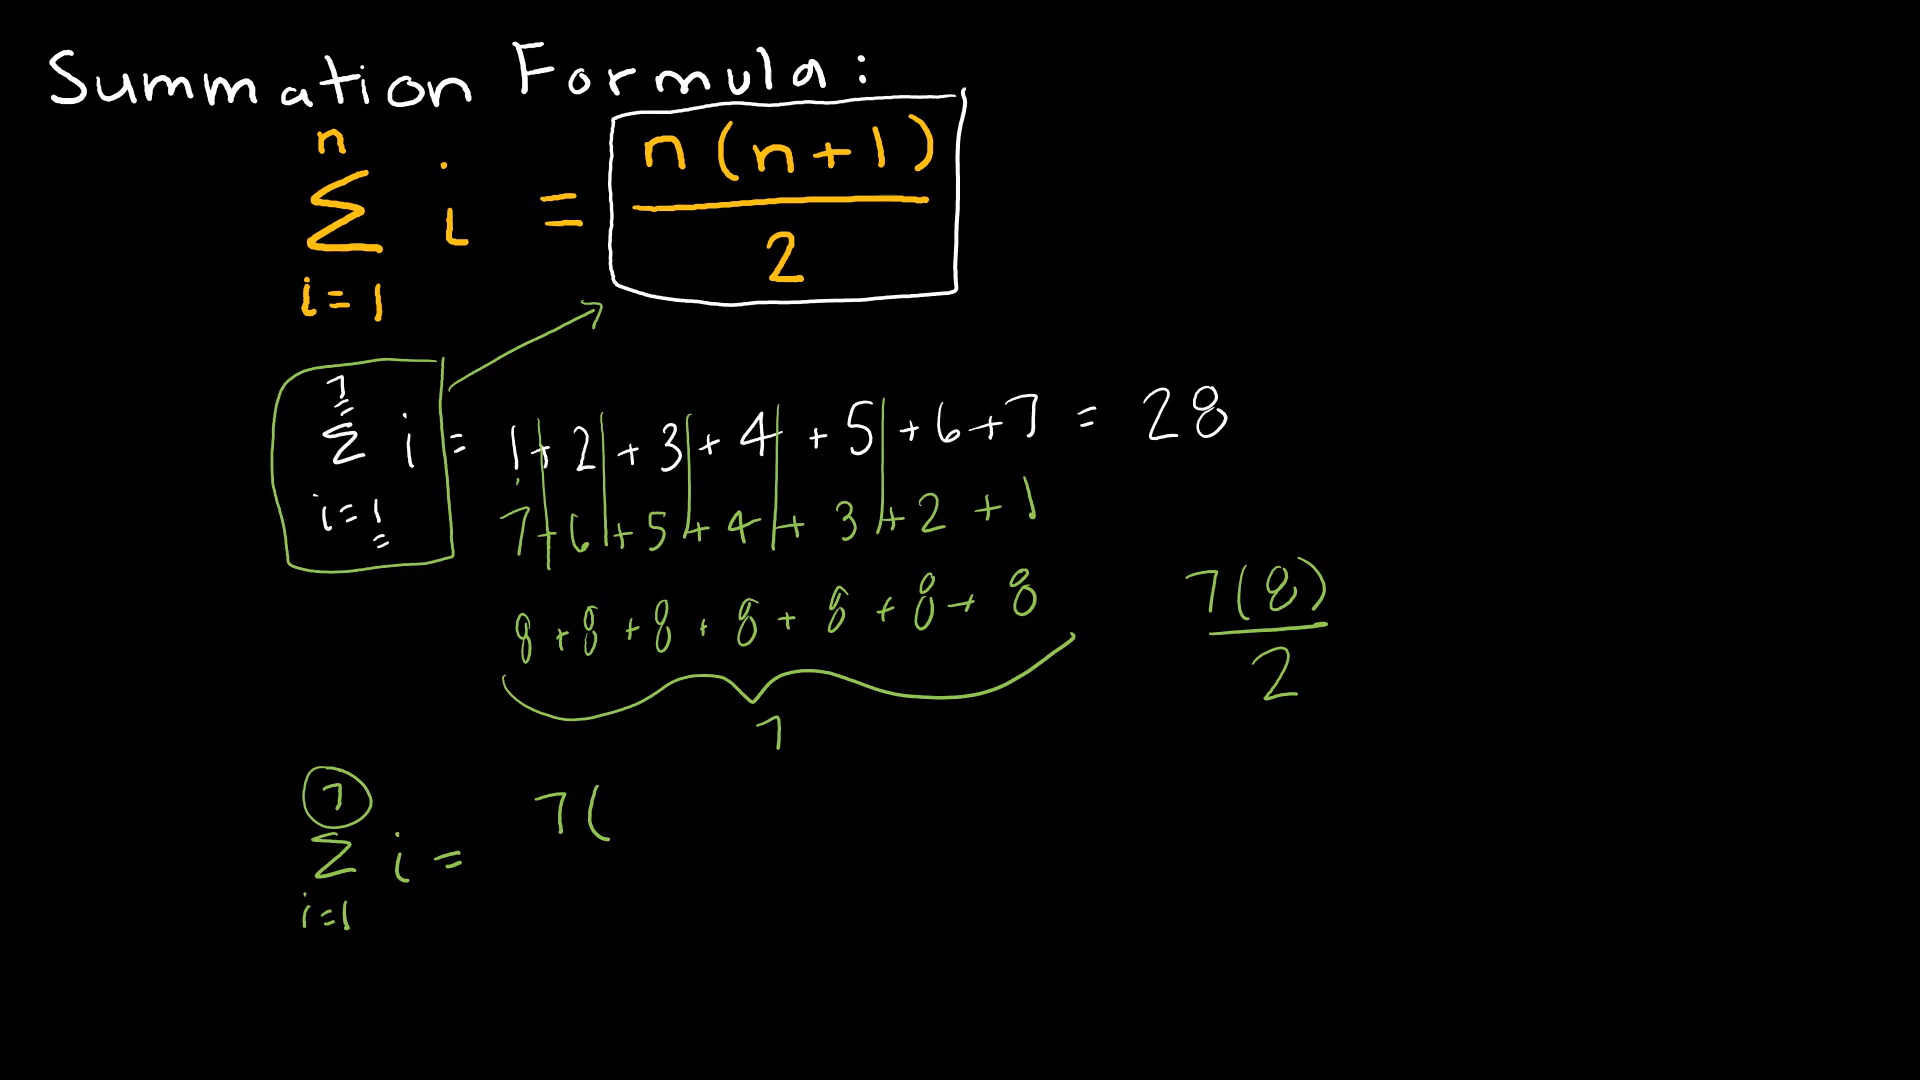 Summation Formula:
n
Σ i = n(n+1)
i=1 2
7
Σ i = 1+2+3+4+5+6+7 = 28
i=1
7+6+5+4+3+2+1
8+8+8+8+8+8+8
7(8)
2
7
7
Σ i = 7(
i=1